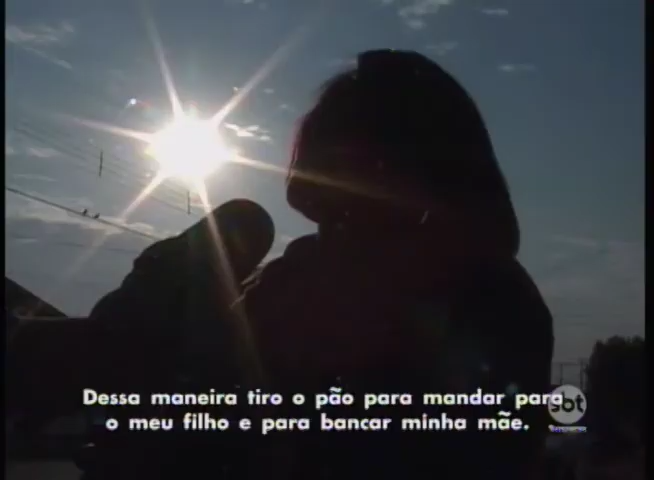 Dessa maneira tiro o pão para mandar para
o meu filho e para bancar minha mãe.
sbt